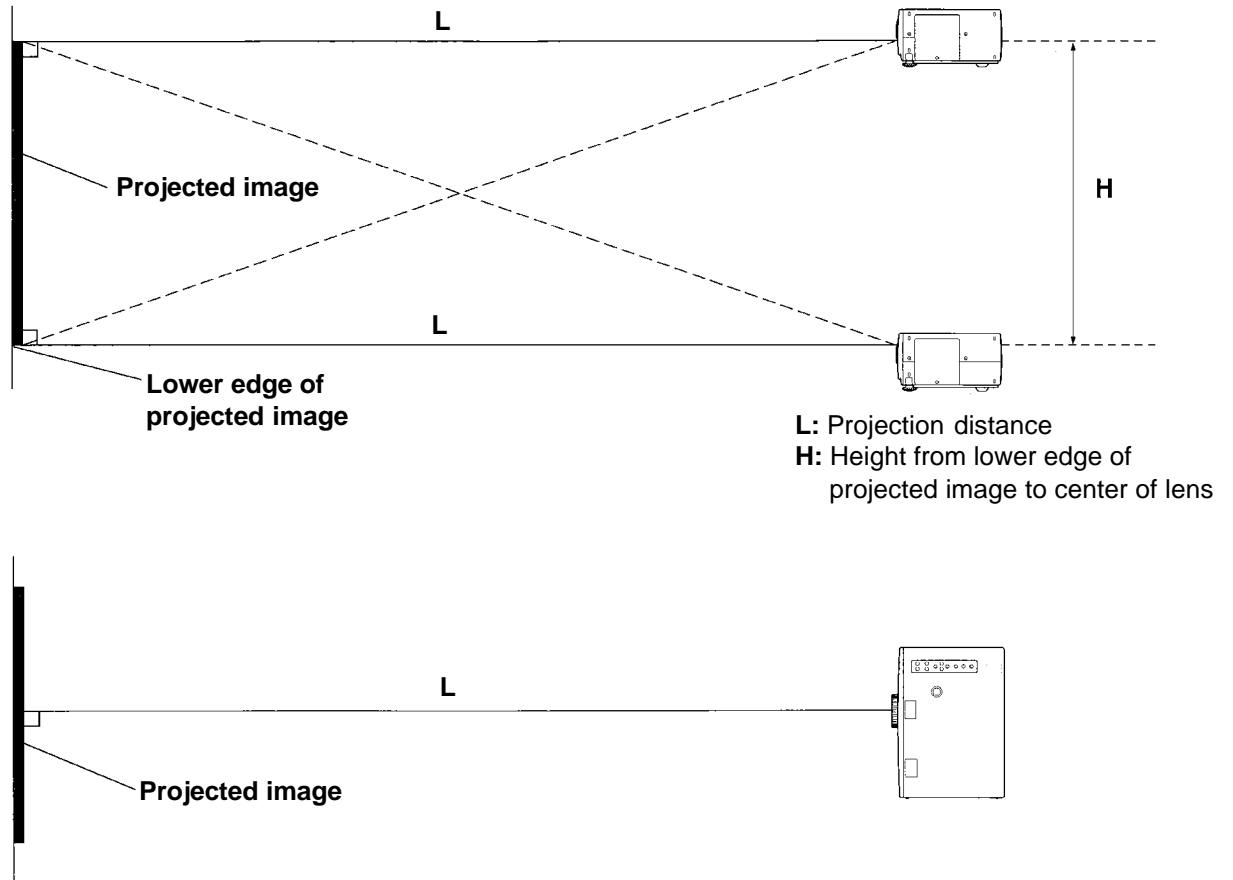 L
Projected image
H
L
Lower edge of
projected image
L: Projection distance
H: Height from lower edge of
projected image to center of lens
L
Projected image